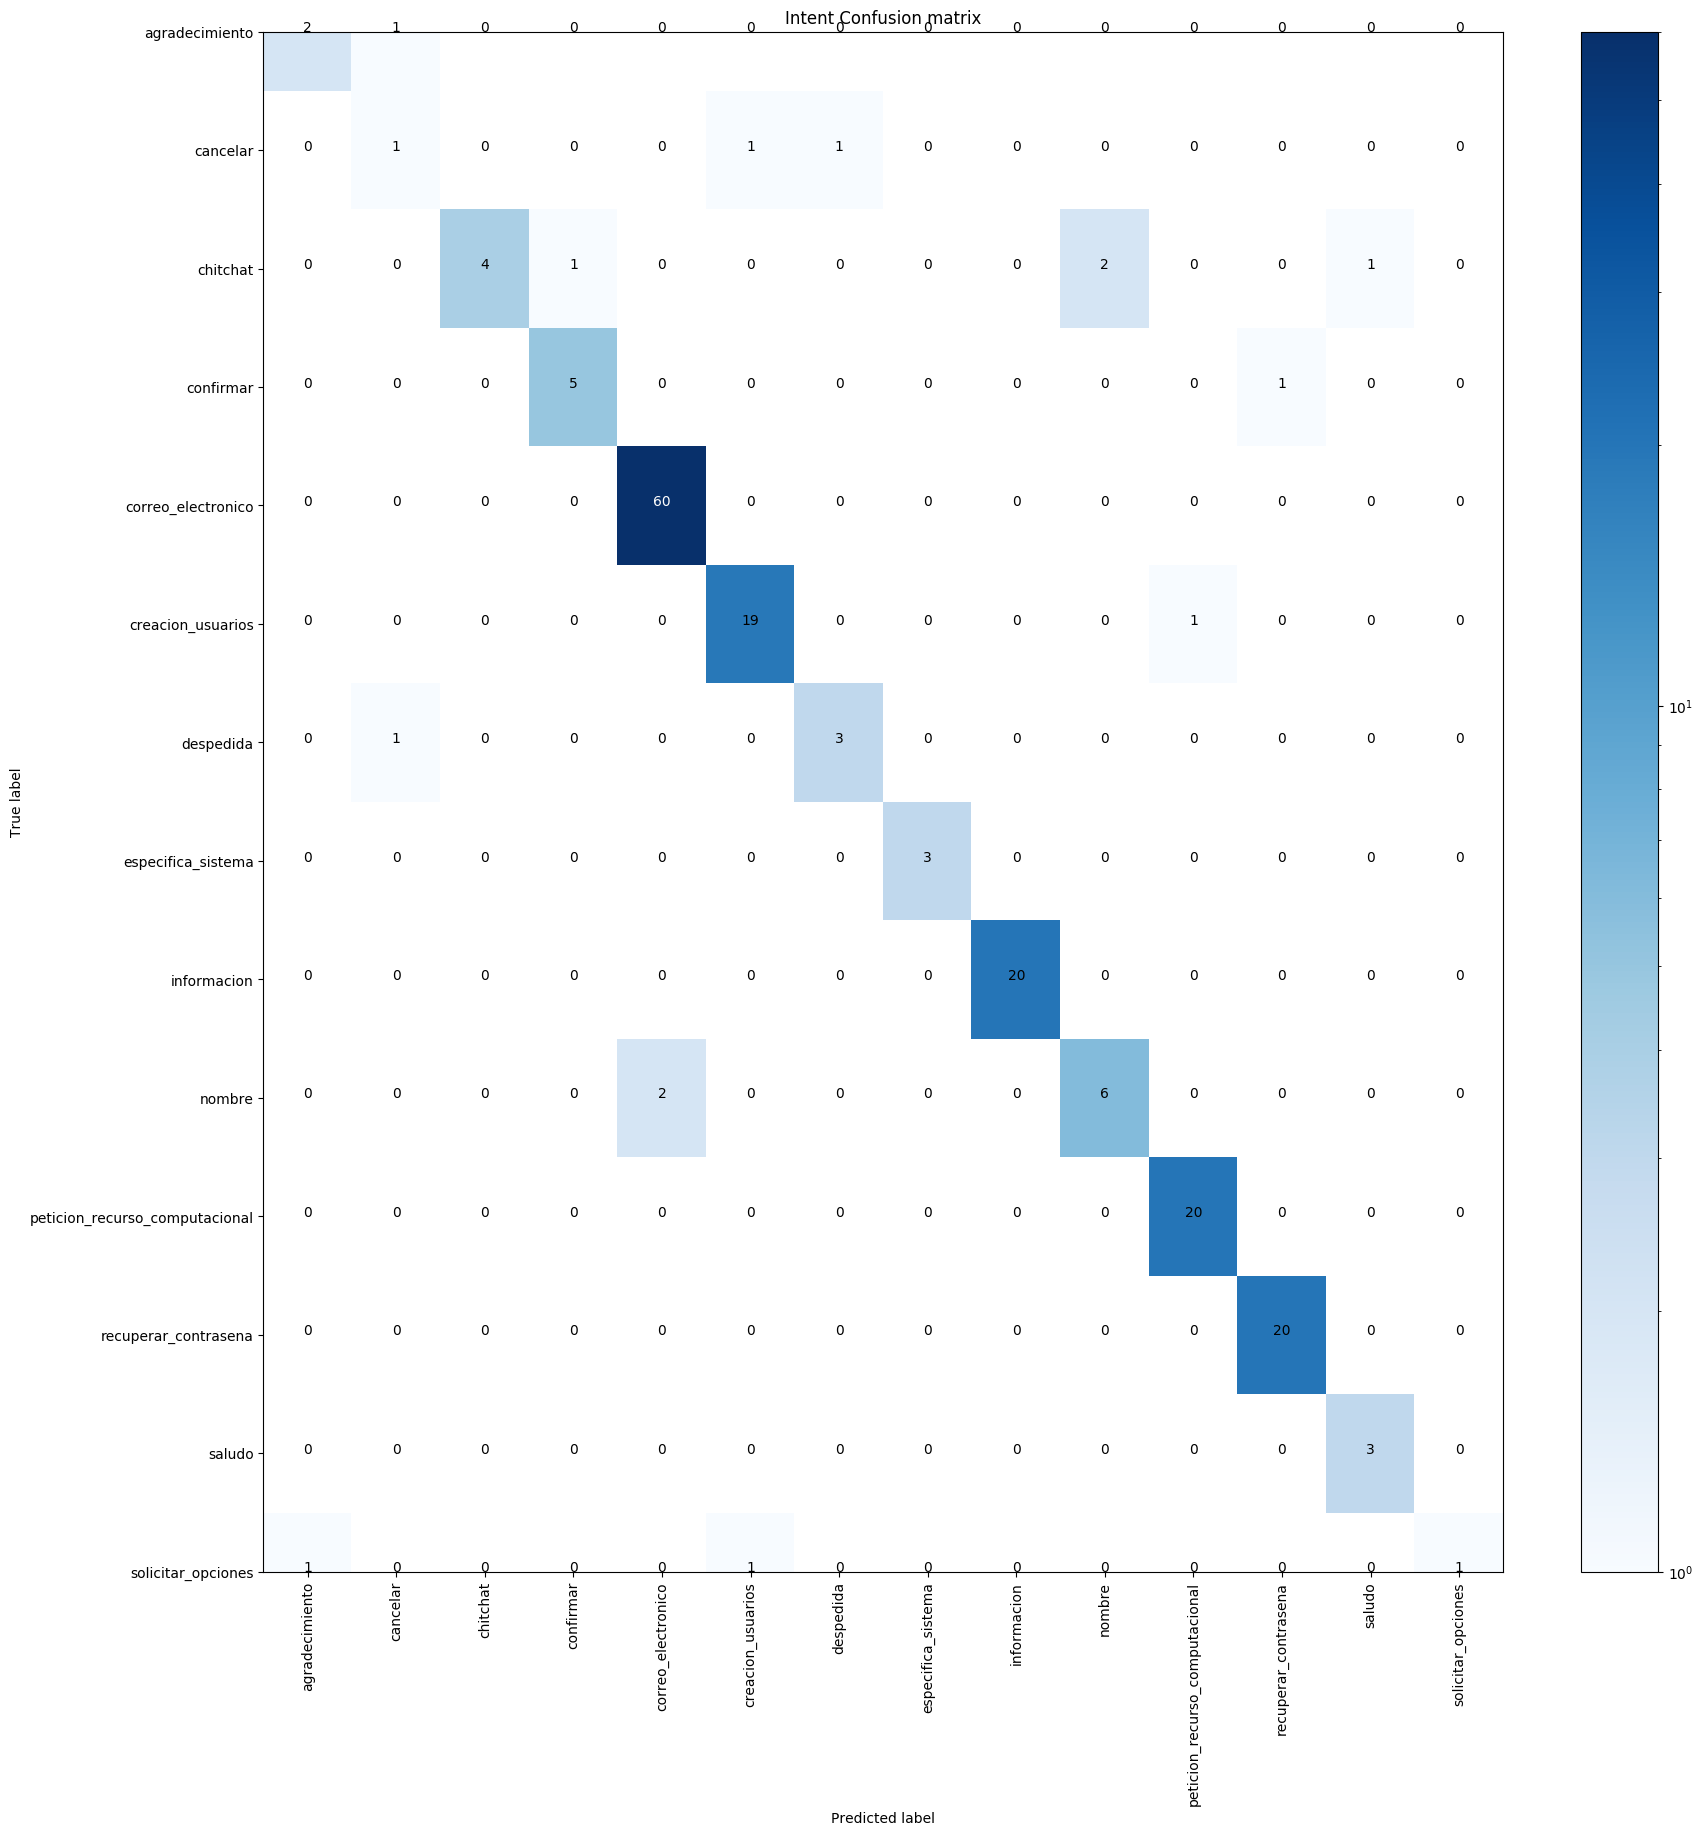 Intent Confusion matrix
agradecimiento 2 1 0 0 0 0 0 0 0 0 0 0 0 0
cancelar 0 1 0 0 0 1 1 0 0 0 0 0 0 0
chitchat 0 0 4 1 0 0 0 0 0 2 0 0 1 0
confirmar 0 0 0 5 0 0 0 0 0 0 0 1 0 0
correo_electronico 0 0 0 0 60 0 0 0 0 0 0 0 0 0
creacion_usuarios 0 0 0 0 0 19 0 0 0 0 1 0 0 0
despedida 0 1 0 0 0 0 3 0 0 0 0 0 0 0
especifica_sistema 0 0 0 0 0 0 0 3 0 0 0 0 0 0
informacion 0 0 0 0 0 0 0 0 20 0 0 0 0 0
nombre 0 0 0 0 2 0 0 0 0 6 0 0 0 0
peticion_recurso_computacional 0 0 0 0 0 0 0 0 0 0 20 0 0 0
recuperar_contrasena 0 0 0 0 0 0 0 0 0 0 0 20 0 0
saludo 0 0 0 0 0 0 0 0 0 0 0 0 3 0
solicitar_opciones 1 0 0 0 0 1 0 0 0 0 0 0 0 1
True label
agradecimiento
cancelar
chitchat
confirmar
correo_electronico
creacion_usuarios
despedida
especifica_sistema
informacion
nombre
peticion_recurso_computacional
recuperar_contrasena
saludo
solicitar_opciones
Predicted label
10¹
10⁰